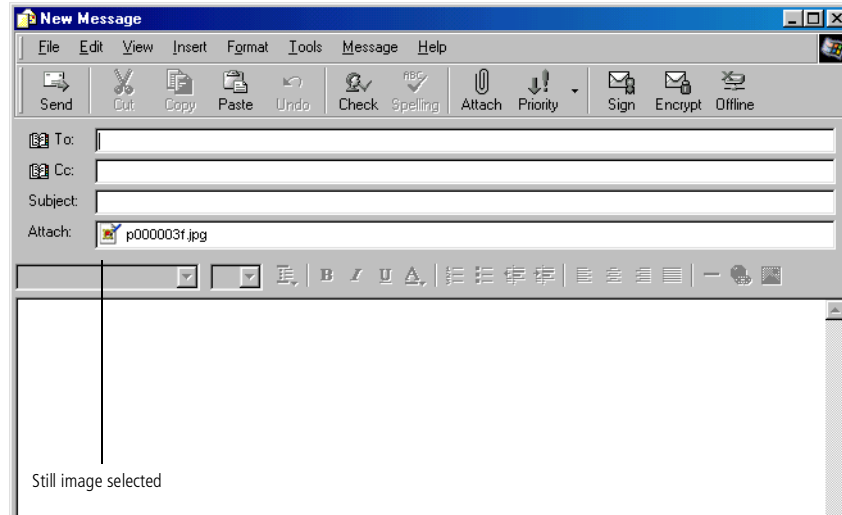 New Message
File Edit View Insert Format Tools Message Help
Send Cut Copy Paste Undo Check ABC Spelling Attach Priority Sign Encrypt Offline
To:
Cc:
Subject:
Attach: p000003f.jpg
B I U A
Still image selected